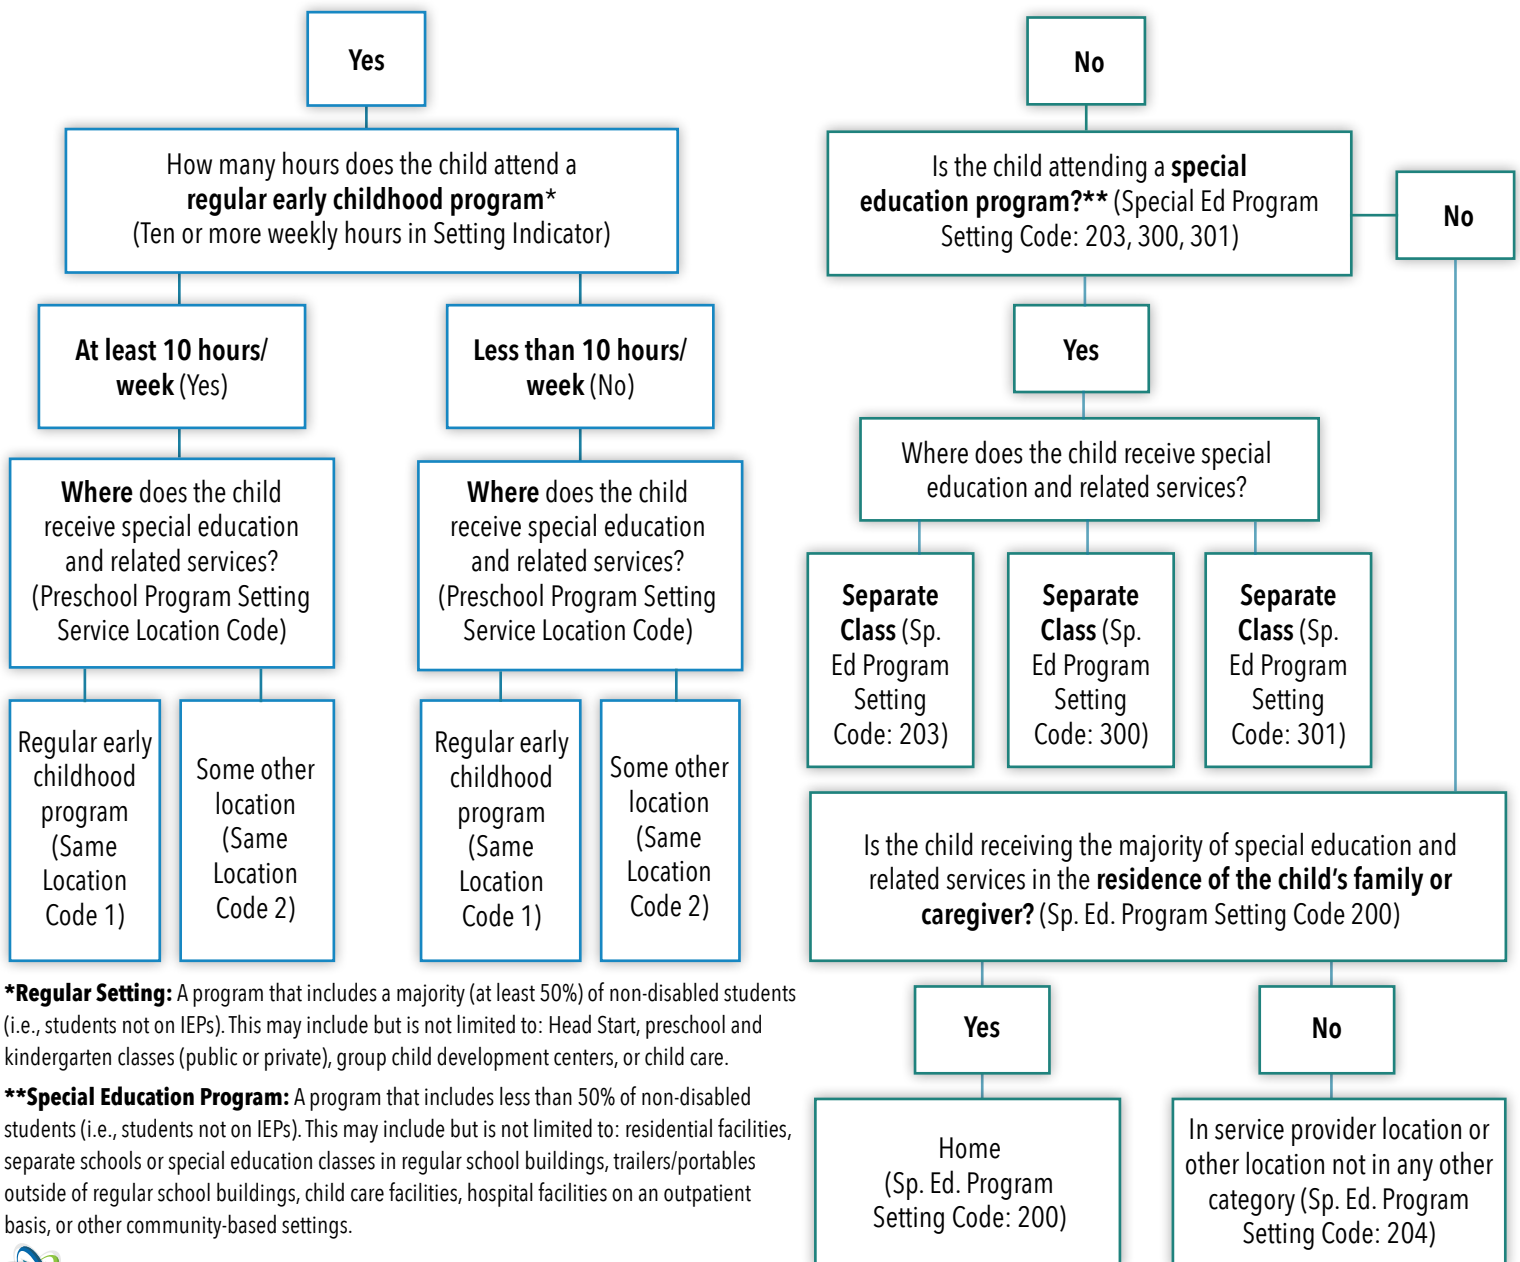 Yes
How many hours does the child attend a
regular early childhood program*
(Ten or more weekly hours in Setting Indicator)
At least 10 hours/
week (Yes)
Less than 10 hours/
week (No)
Where does the child
receive special education
and related services?
(Preschool Program Setting
Service Location Code)
Where does the child
receive special education
and related services?
(Preschool Program Setting
Service Location Code)
Regular early
childhood
program
(Same
Location
Code 1)
Some other
location
(Same
Location
Code 2)
Regular early
childhood
program
(Same
Location
Code 1)
Some other
location
(Same
Location
Code 2)
No
Is the child attending a special
education program?** (Special Ed Program
Setting Code: 203, 300, 301)
No
Yes
Where does the child receive special
education and related services?
Separate
Class (Sp.
Ed Program
Setting
Code: 203)
Separate
Class (Sp.
Ed Program
Setting
Code: 300)
Separate
Class (Sp.
Ed Program
Setting
Code: 301)
Is the child receiving the majority of special education and
related services in the residence of the child's family or
caregiver? (Sp. Ed. Program Setting Code 200)
Yes
No
Home
(Sp. Ed. Program
Setting Code: 200)
In service provider location or
other location not in any other
category (Sp. Ed. Program
Setting Code: 204)
*Regular Setting: A program that includes a majority (at least 50%) of non-disabled students
(i.e., students not on IEPs). This may include but is not limited to: Head Start, preschool and
kindergarten classes (public or private), group child development centers, or child care.
**Special Education Program: A program that includes less than 50% of non-disabled
students (i.e., students not on IEPs). This may include but is not limited to: residential facilities,
separate schools or special education classes in regular school buildings, trailers/portables
outside of regular school buildings, child care facilities, hospital facilities on an outpatient
basis, or other community-based settings.